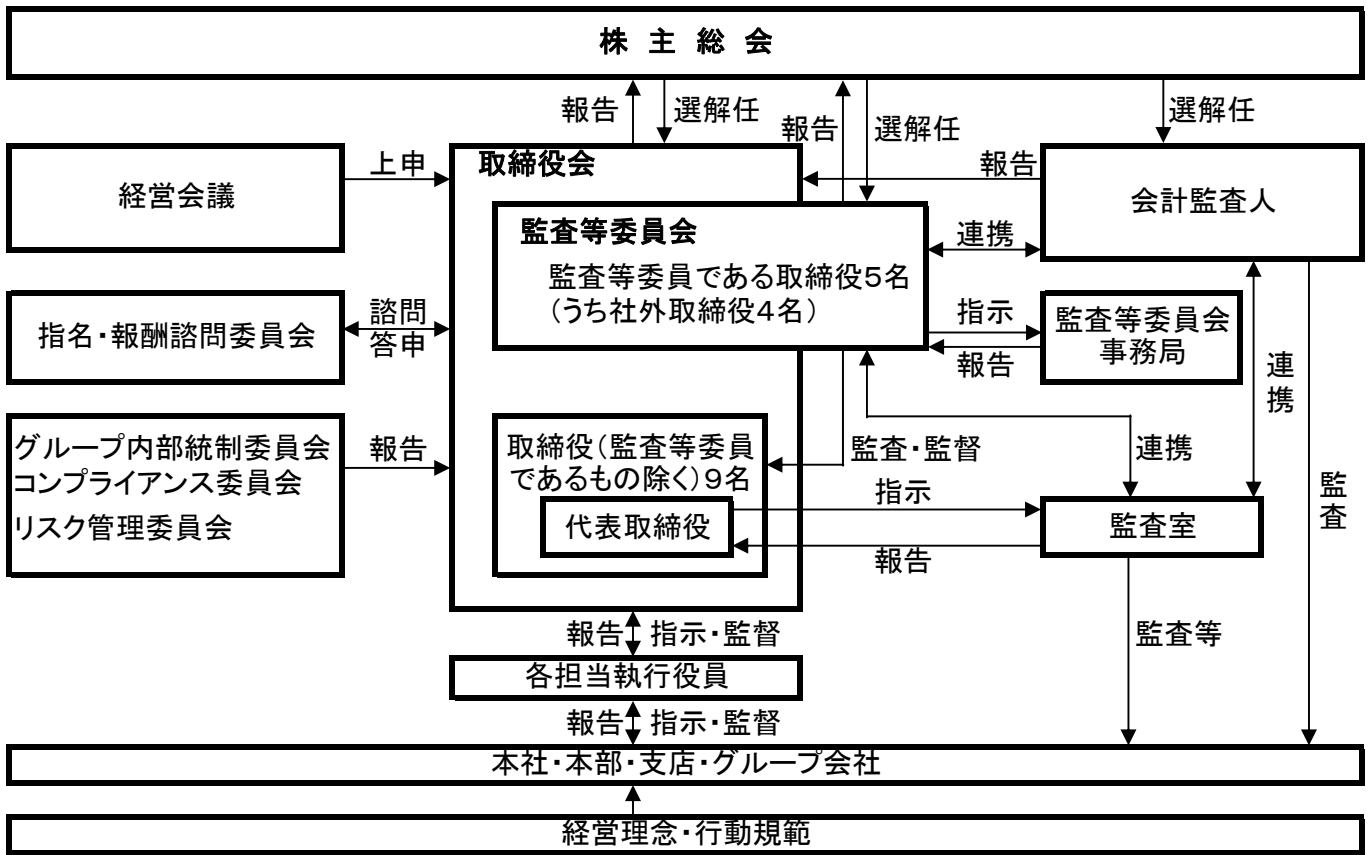 株 主 総 会
報告
選解任
報告
選解任
選解任
経営会議
上申
取締役会
報告
会計監査人
監査等委員会
監査等委員である取締役5名
(うち社外取締役4名)
連携
指名・報酬諮問委員会
諮問
答申
指示
報告
監査等委員会
事務局
連携
監査
グループ内部統制委員会
コンプライアンス委員会
リスク管理委員会
報告
取締役(監査等委員
であるもの除く)9名
代表取締役
監査・監督
連携
指示
報告
監査室
監査等
報告
指示・監督
各担当執行役員
報告
指示・監督
本社・本部・支店・グループ会社
経営理念・行動規範